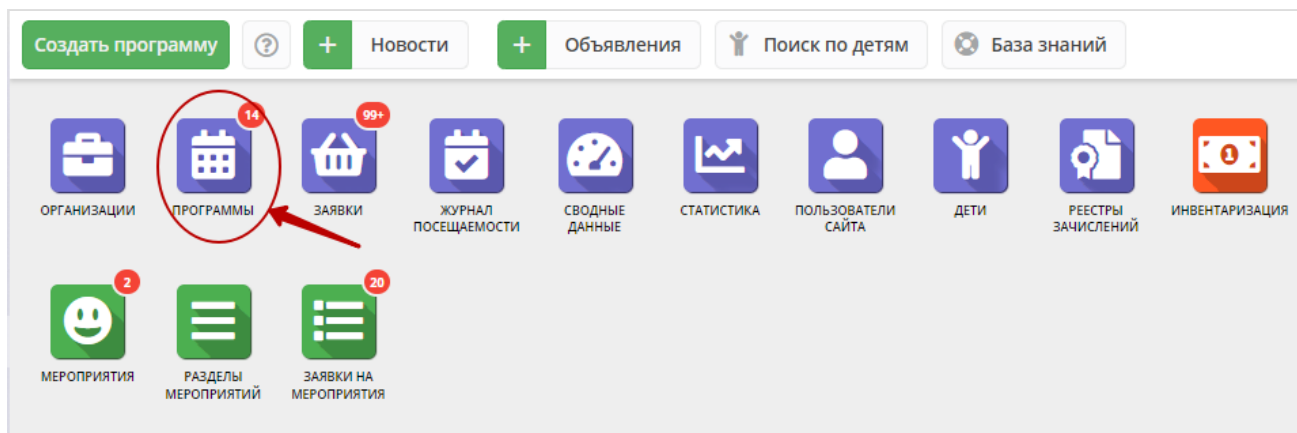 Создать программу
?
+ Новости
+ Объявления
Поиск по детям
База знаний
14
99+
1
ОРГАНИЗАЦИИ
ПРОГРАММЫ
ЗАЯВКИ
ЖУРНАЛ
ПОСЕЩАЕМОСТИ
СВОДНЫЕ
ДАННЫЕ
СТАТИСТИКА
ПОЛЬЗОВАТЕЛИ
САЙТА
ДЕТИ
РЕЕСТРЫ
ЗАЧИСЛЕНИЙ
ИНВЕНТАРИЗАЦИЯ
2
20
МЕРОПРИЯТИЯ
РАЗДЕЛЫ
МЕРОПРИЯТИЙ
ЗАЯВКИ НА
МЕРОПРИЯТИЯ